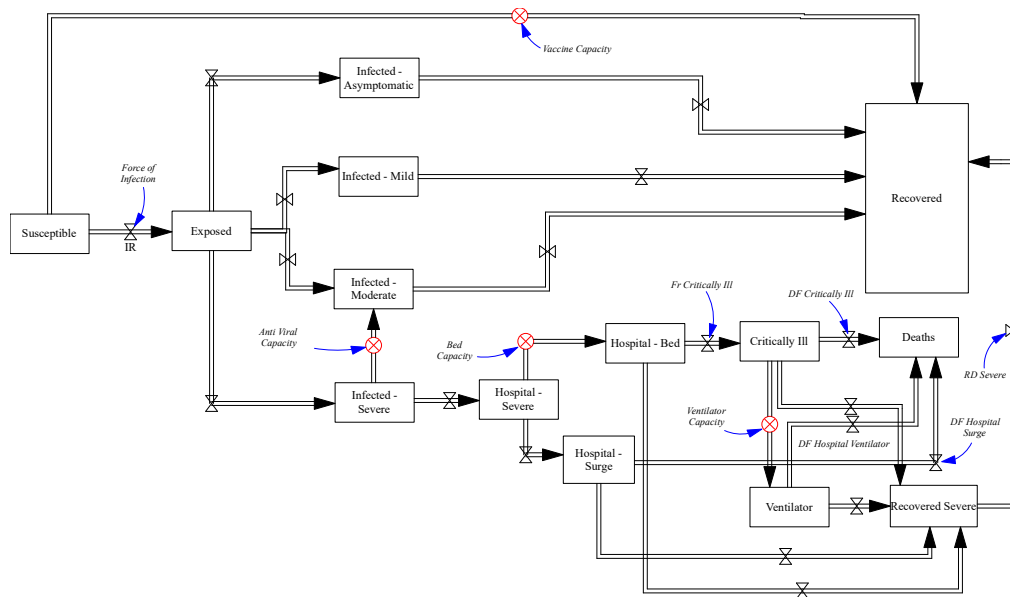 Vaccine Capacity
Infected -
Asymptomatic
Force of
Infection
Infected - Mild
Recovered
Susceptible
IR
Exposed
Infected -
Moderate
Fr Critically Ill
DF Critically Ill
Anti Viral
Capacity
Bed
Capacity
Hospital - Bed
Critically Ill
Deaths
RD Severe
Infected -
Severe
Hospital -
Severe
Ventilator
Capacity
DF Hospital Ventilator
DF Hospital
Surge
Hospital -
Surge
Ventilator
Recovered Severe